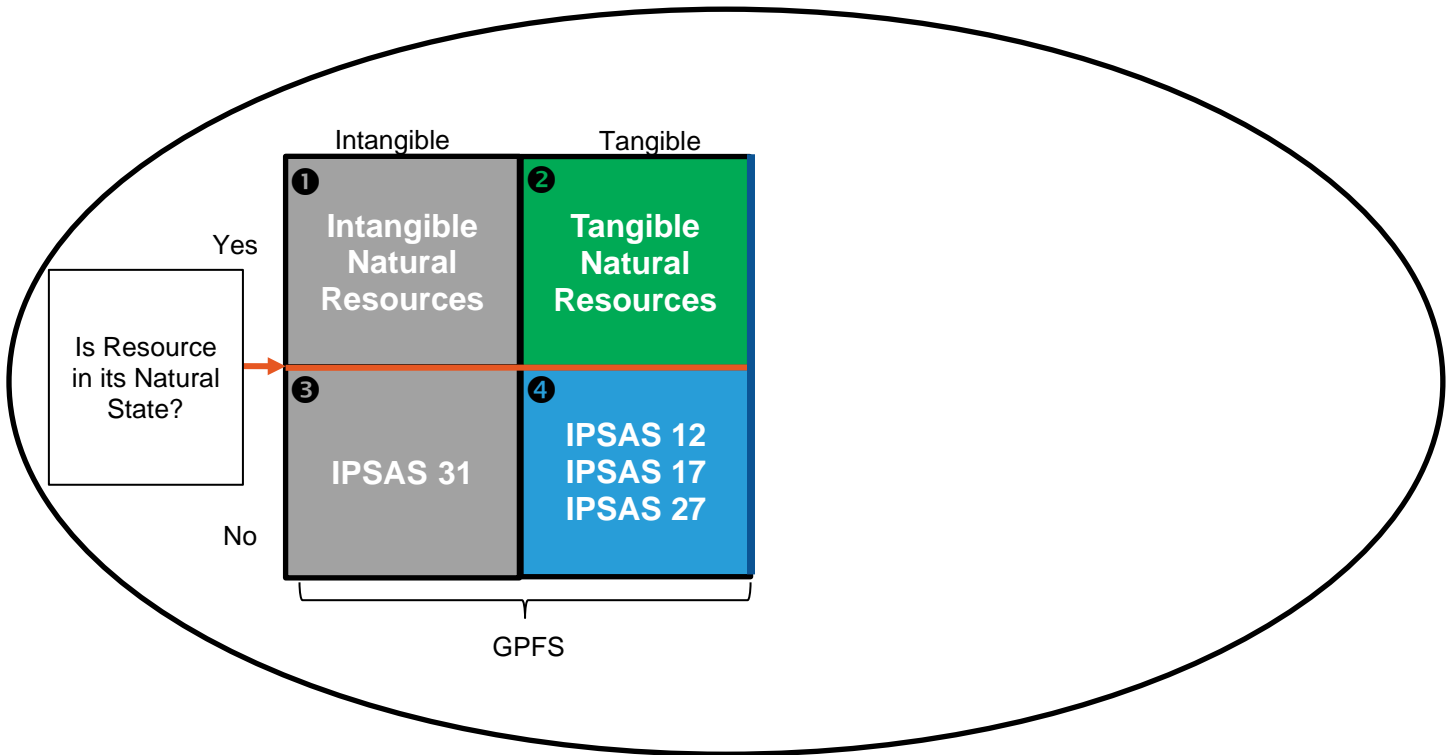 Intangible
Tangible
Yes
Is Resource
in its Natural
State?
No
❶
Intangible
Natural
Resources
❷
Tangible
Natural
Resources
❸
IPSAS 31
❹
IPSAS 12
IPSAS 17
IPSAS 27
GPFS